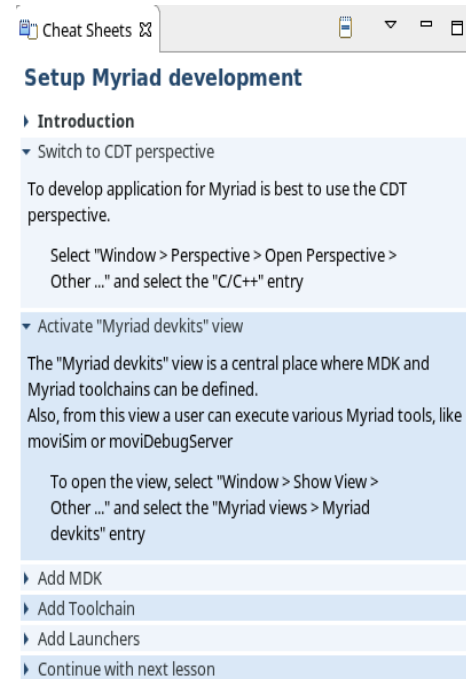 Cheat Sheets
Setup Myriad development
Introduction
Switch to CDT perspective
To develop application for Myriad is best to use the CDT
perspective.
Select "Window > Perspective > Open Perspective >
Other ..." and select the "C/C++" entry
Activate "Myriad devkits" view
The "Myriad devkits" view is a central place where MDK and
Myriad toolchains can be defined.
Also, from this view a user can execute various Myriad tools, like
moviSim or moviDebugServer
To open the view, select "Window > Show View >
Other ..." and select the "Myriad views > Myriad
devkits" entry
Add MDK
Add Toolchain
Add Launchers
Continue with next lesson